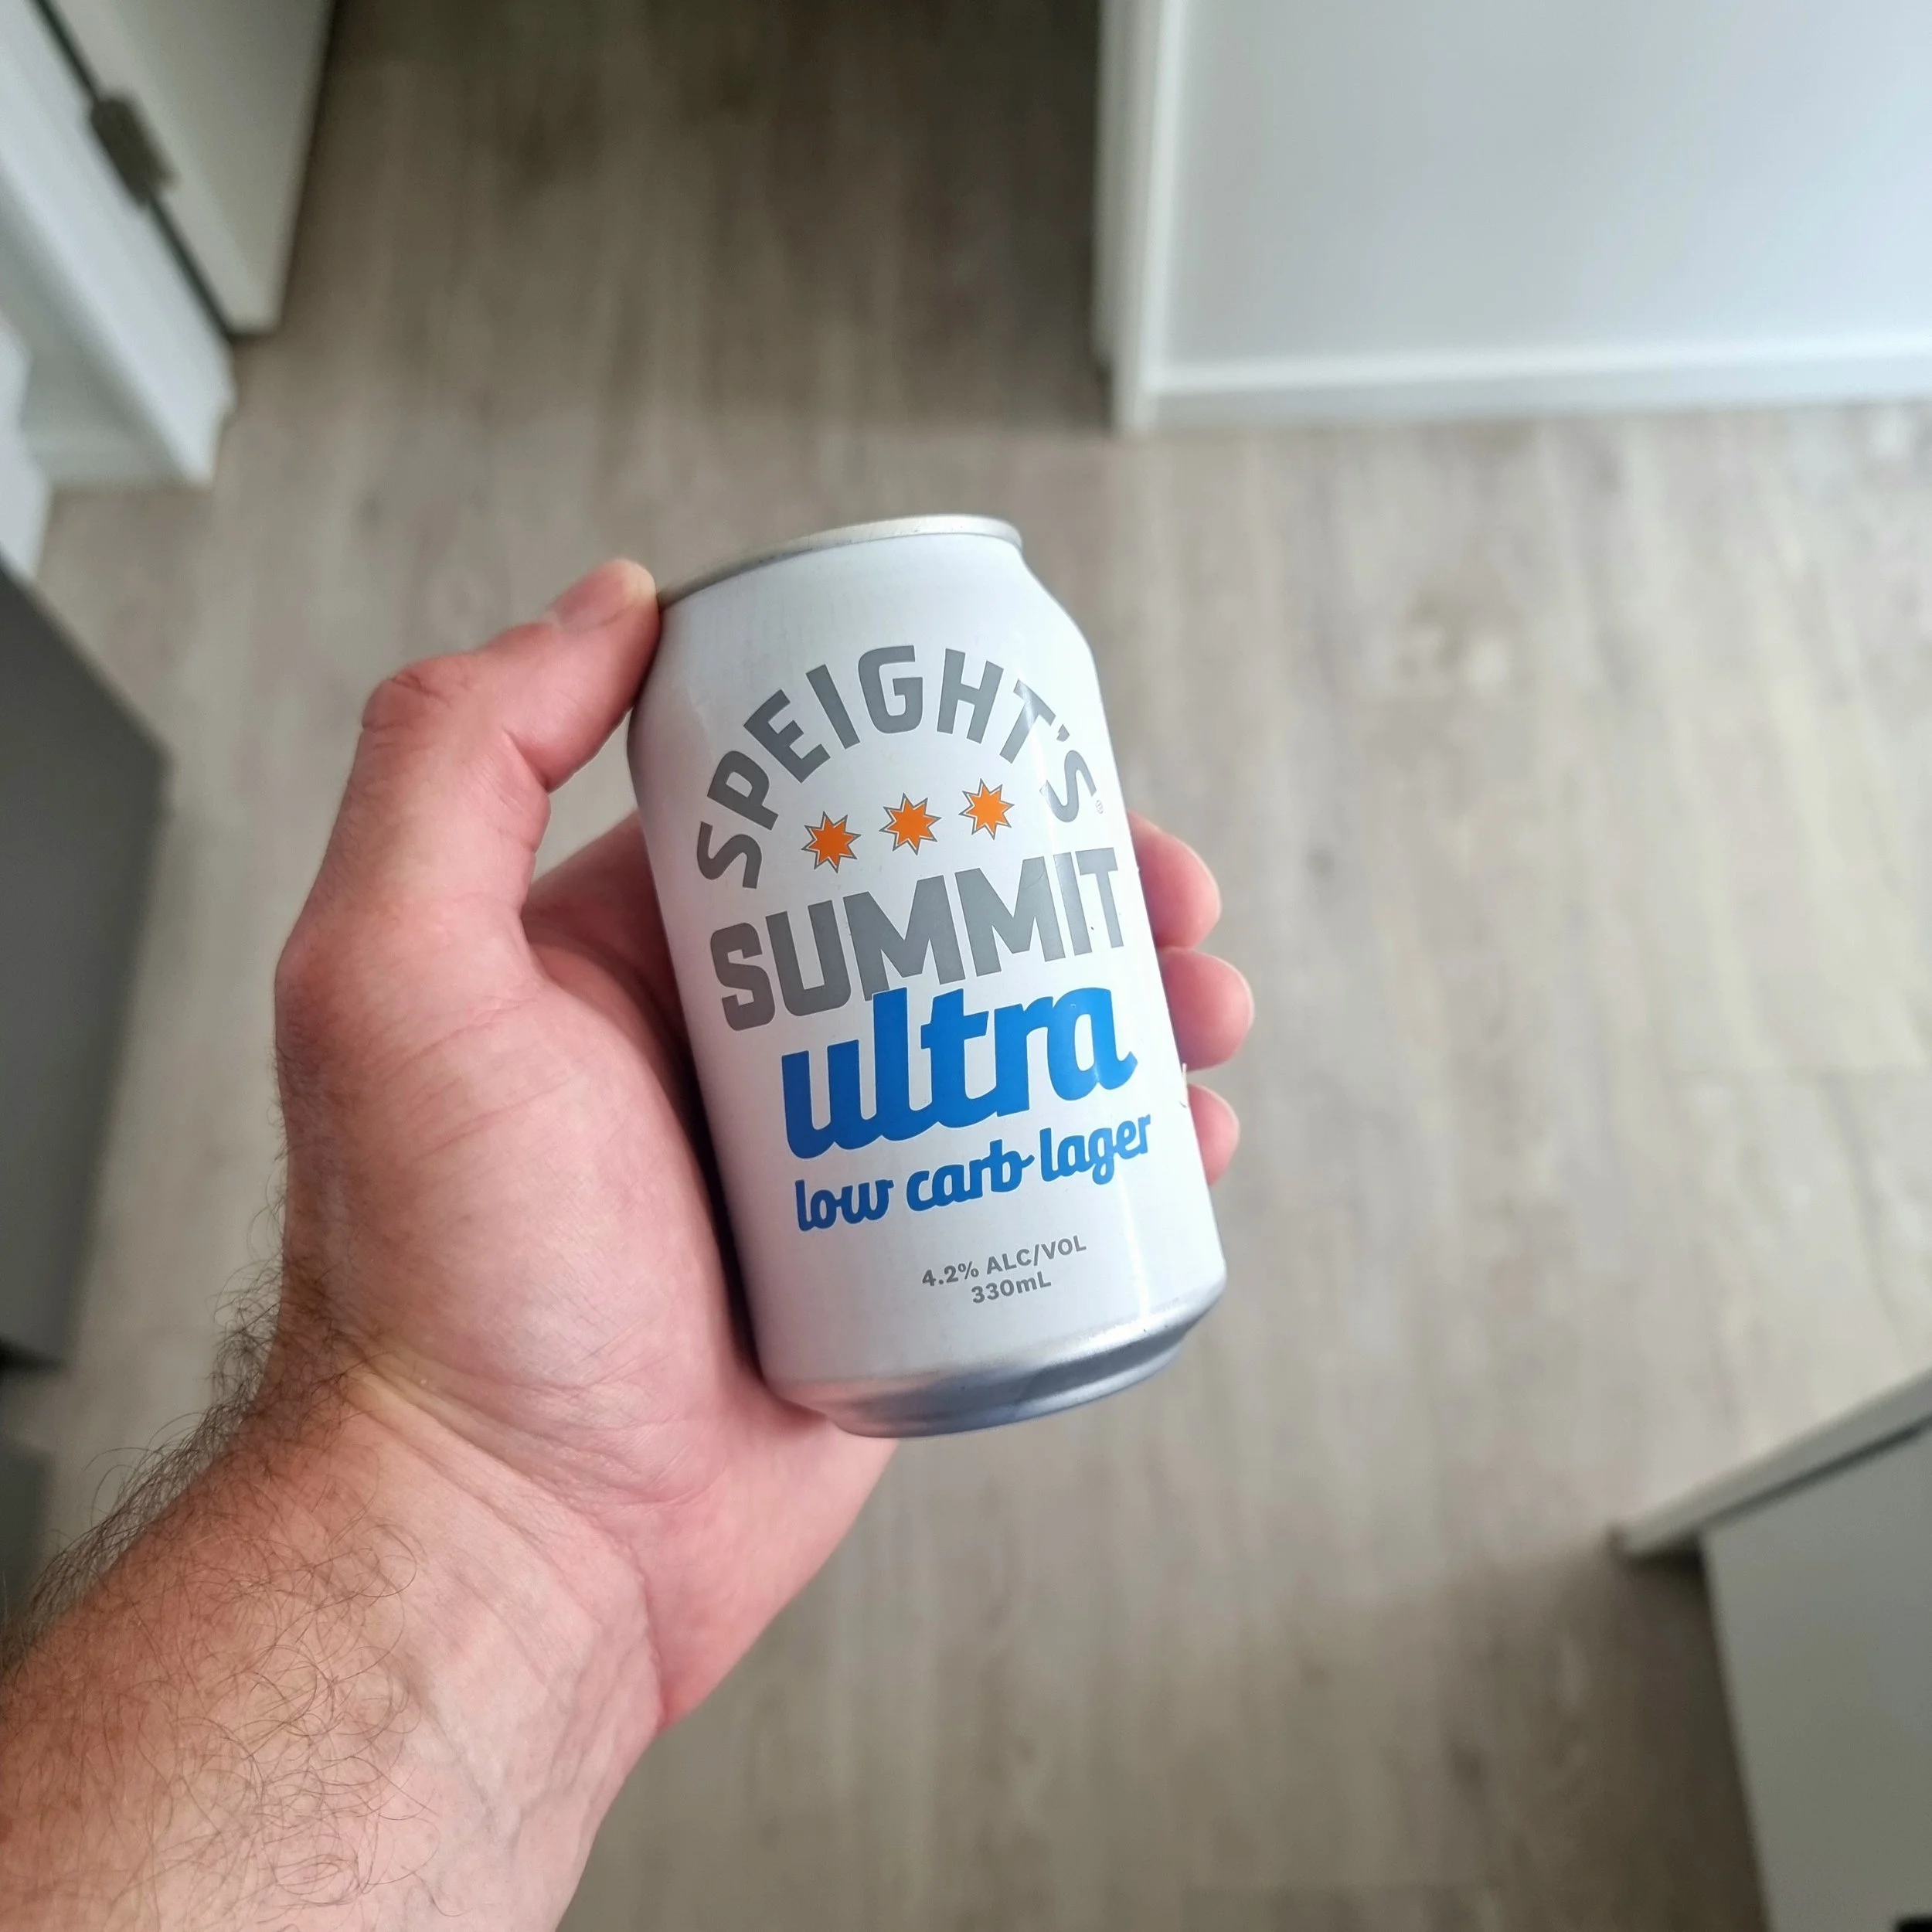 SPEIGHT'S®
SUMMIT
ultra
low carb lager
4.2% ALC/VOL
330mL